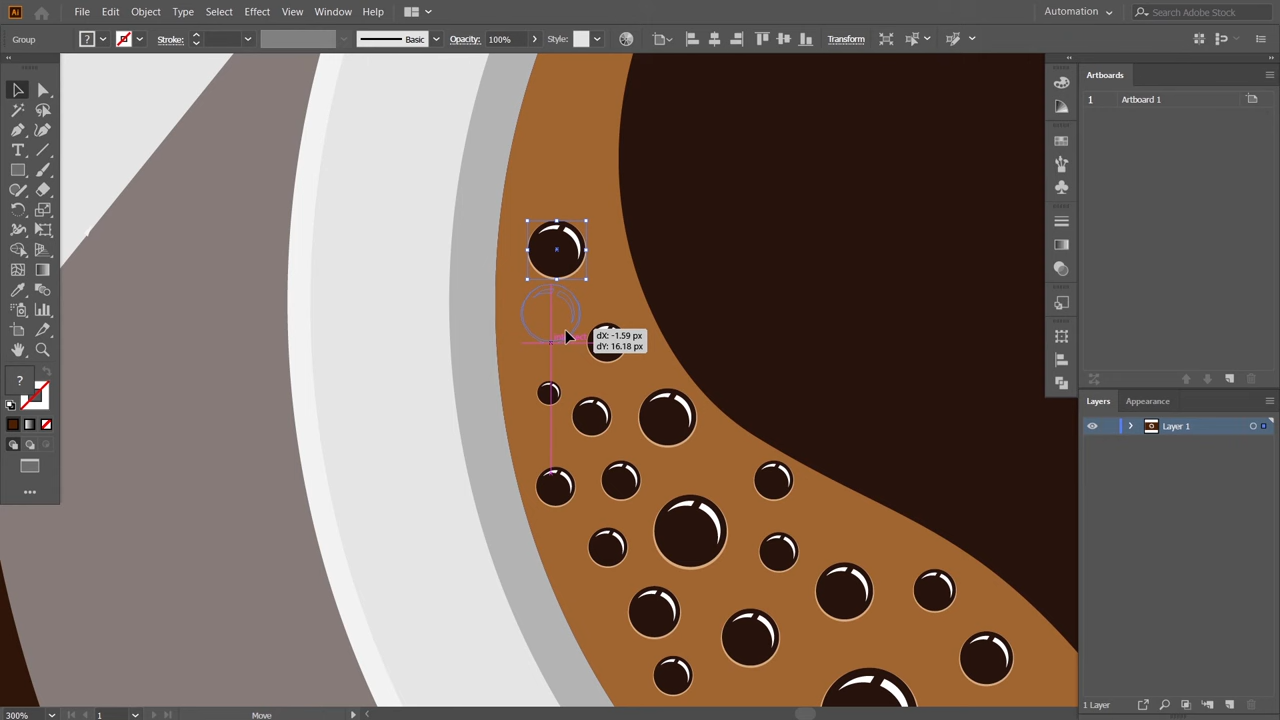 Ai File Edit Object Type Select Effect View Window Help Automation Search Adobe Stock
Group ? Stroke: Basic Opacity: 100% Style: Transform
Artboards
1 Artboard 1
dX: -1.59 px
dY: 16.18 px
?
Layers Appearance
Layer 1
1 Layer
300% 1 Move